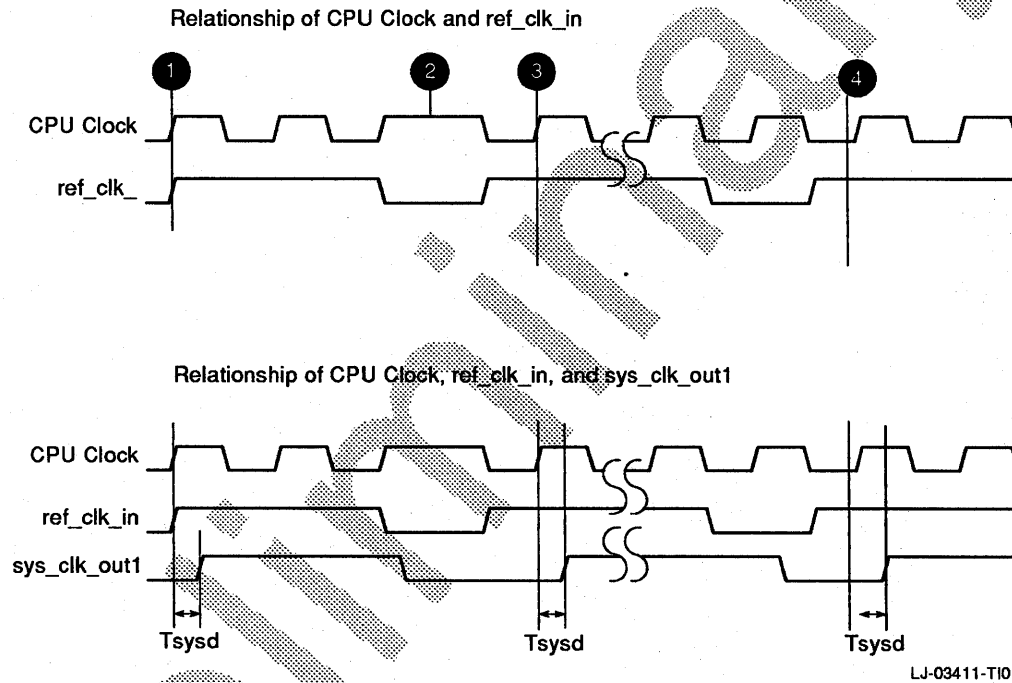 Relationship of CPU Clock and ref_clk_in
1 2 3 4
CPU Clock
ref_clk_
Relationship of CPU Clock, ref_clk_in, and sys_clk_out1
CPU Clock
ref_clk_in
sys_clk_out1
Tsysd Tsysd Tsysd
LJ-03411-TI0